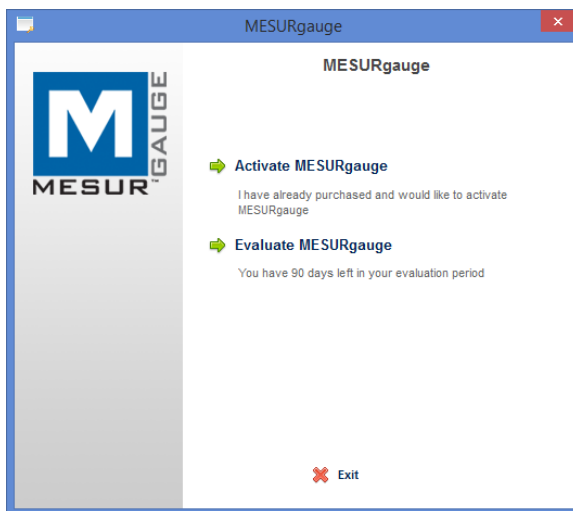 MESURgauge
MESURgauge
M
GAUGE
MESUR™
Activate MESURgauge
I have already purchased and would like to activate
MESURgauge
Evaluate MESURgauge
You have 90 days left in your evaluation period
Exit